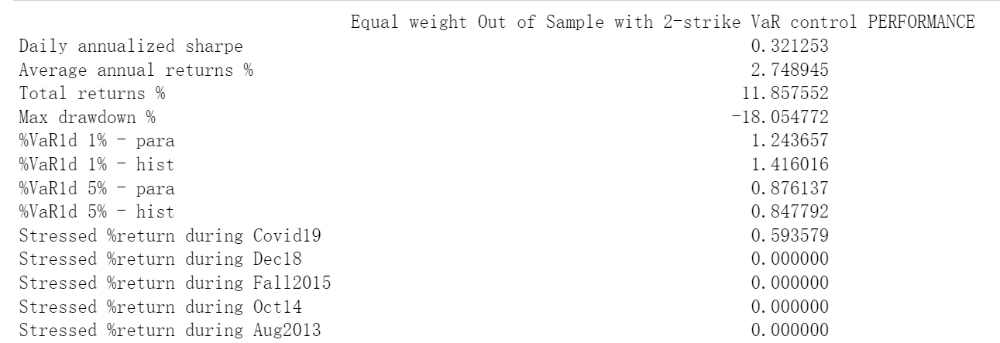 Equal weight Out of Sample with 2-strike VaR control PERFORMANCE
Daily annualized sharpe 0.321253
Average annual returns % 2.748945
Total returns % 11.857552
Max drawdown % -18.054772
%VaR1d 1% - para 1.243657
%VaR1d 1% - hist 1.416016
%VaR1d 5% - para 0.876137
%VaR1d 5% - hist 0.847792
Stressed %return during Covid19 0.593579
Stressed %return during Dec18 0.000000
Stressed %return during Fall2015 0.000000
Stressed %return during Oct14 0.000000
Stressed %return during Aug2013 0.000000